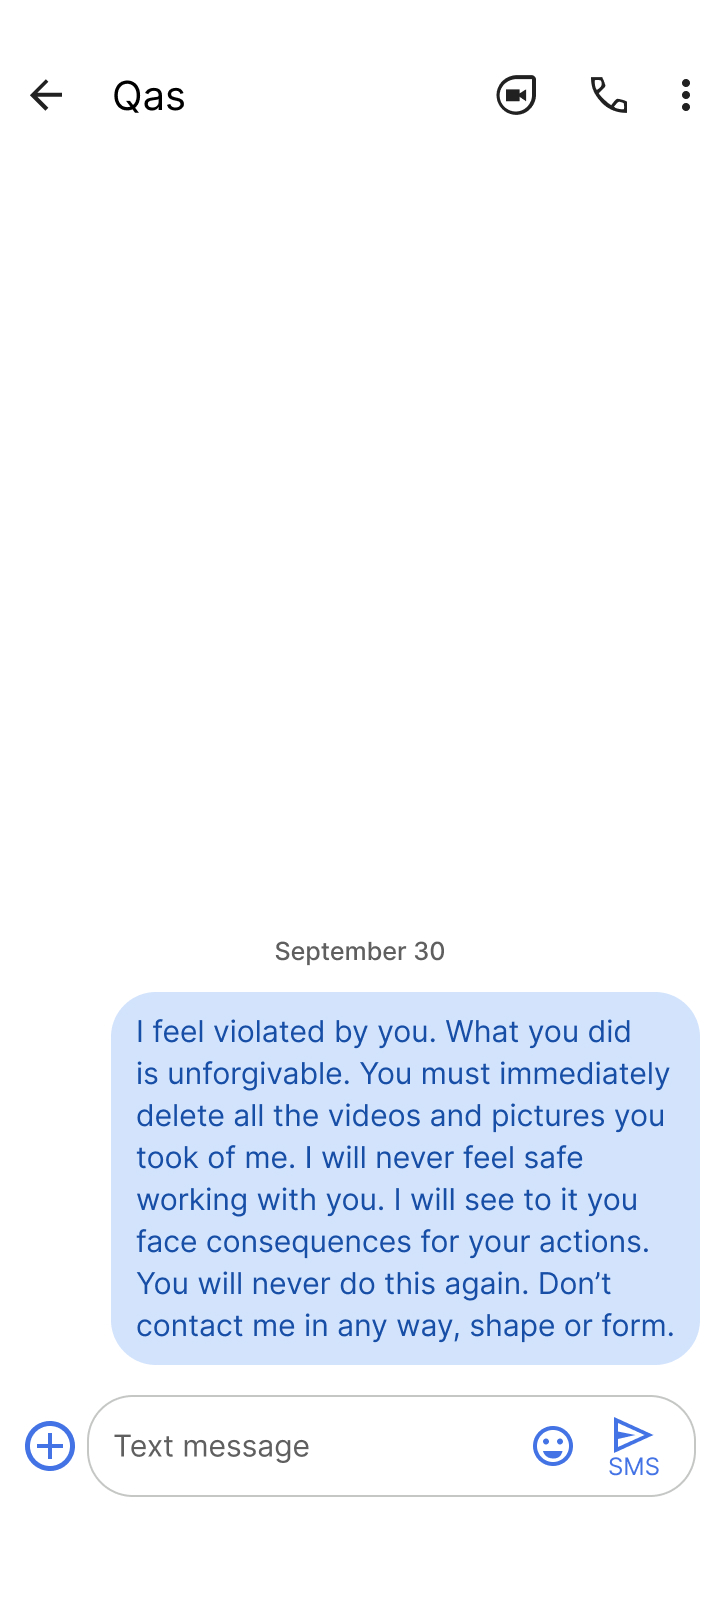 Qas
September 30
I feel violated by you. What you did
is unforgivable. You must immediately
delete all the videos and pictures you
took of me. I will never feel safe
working with you. I will see to it you
face consequences for your actions.
You will never do this again. Don’t
contact me in any way, shape or form.
Text message
SMS